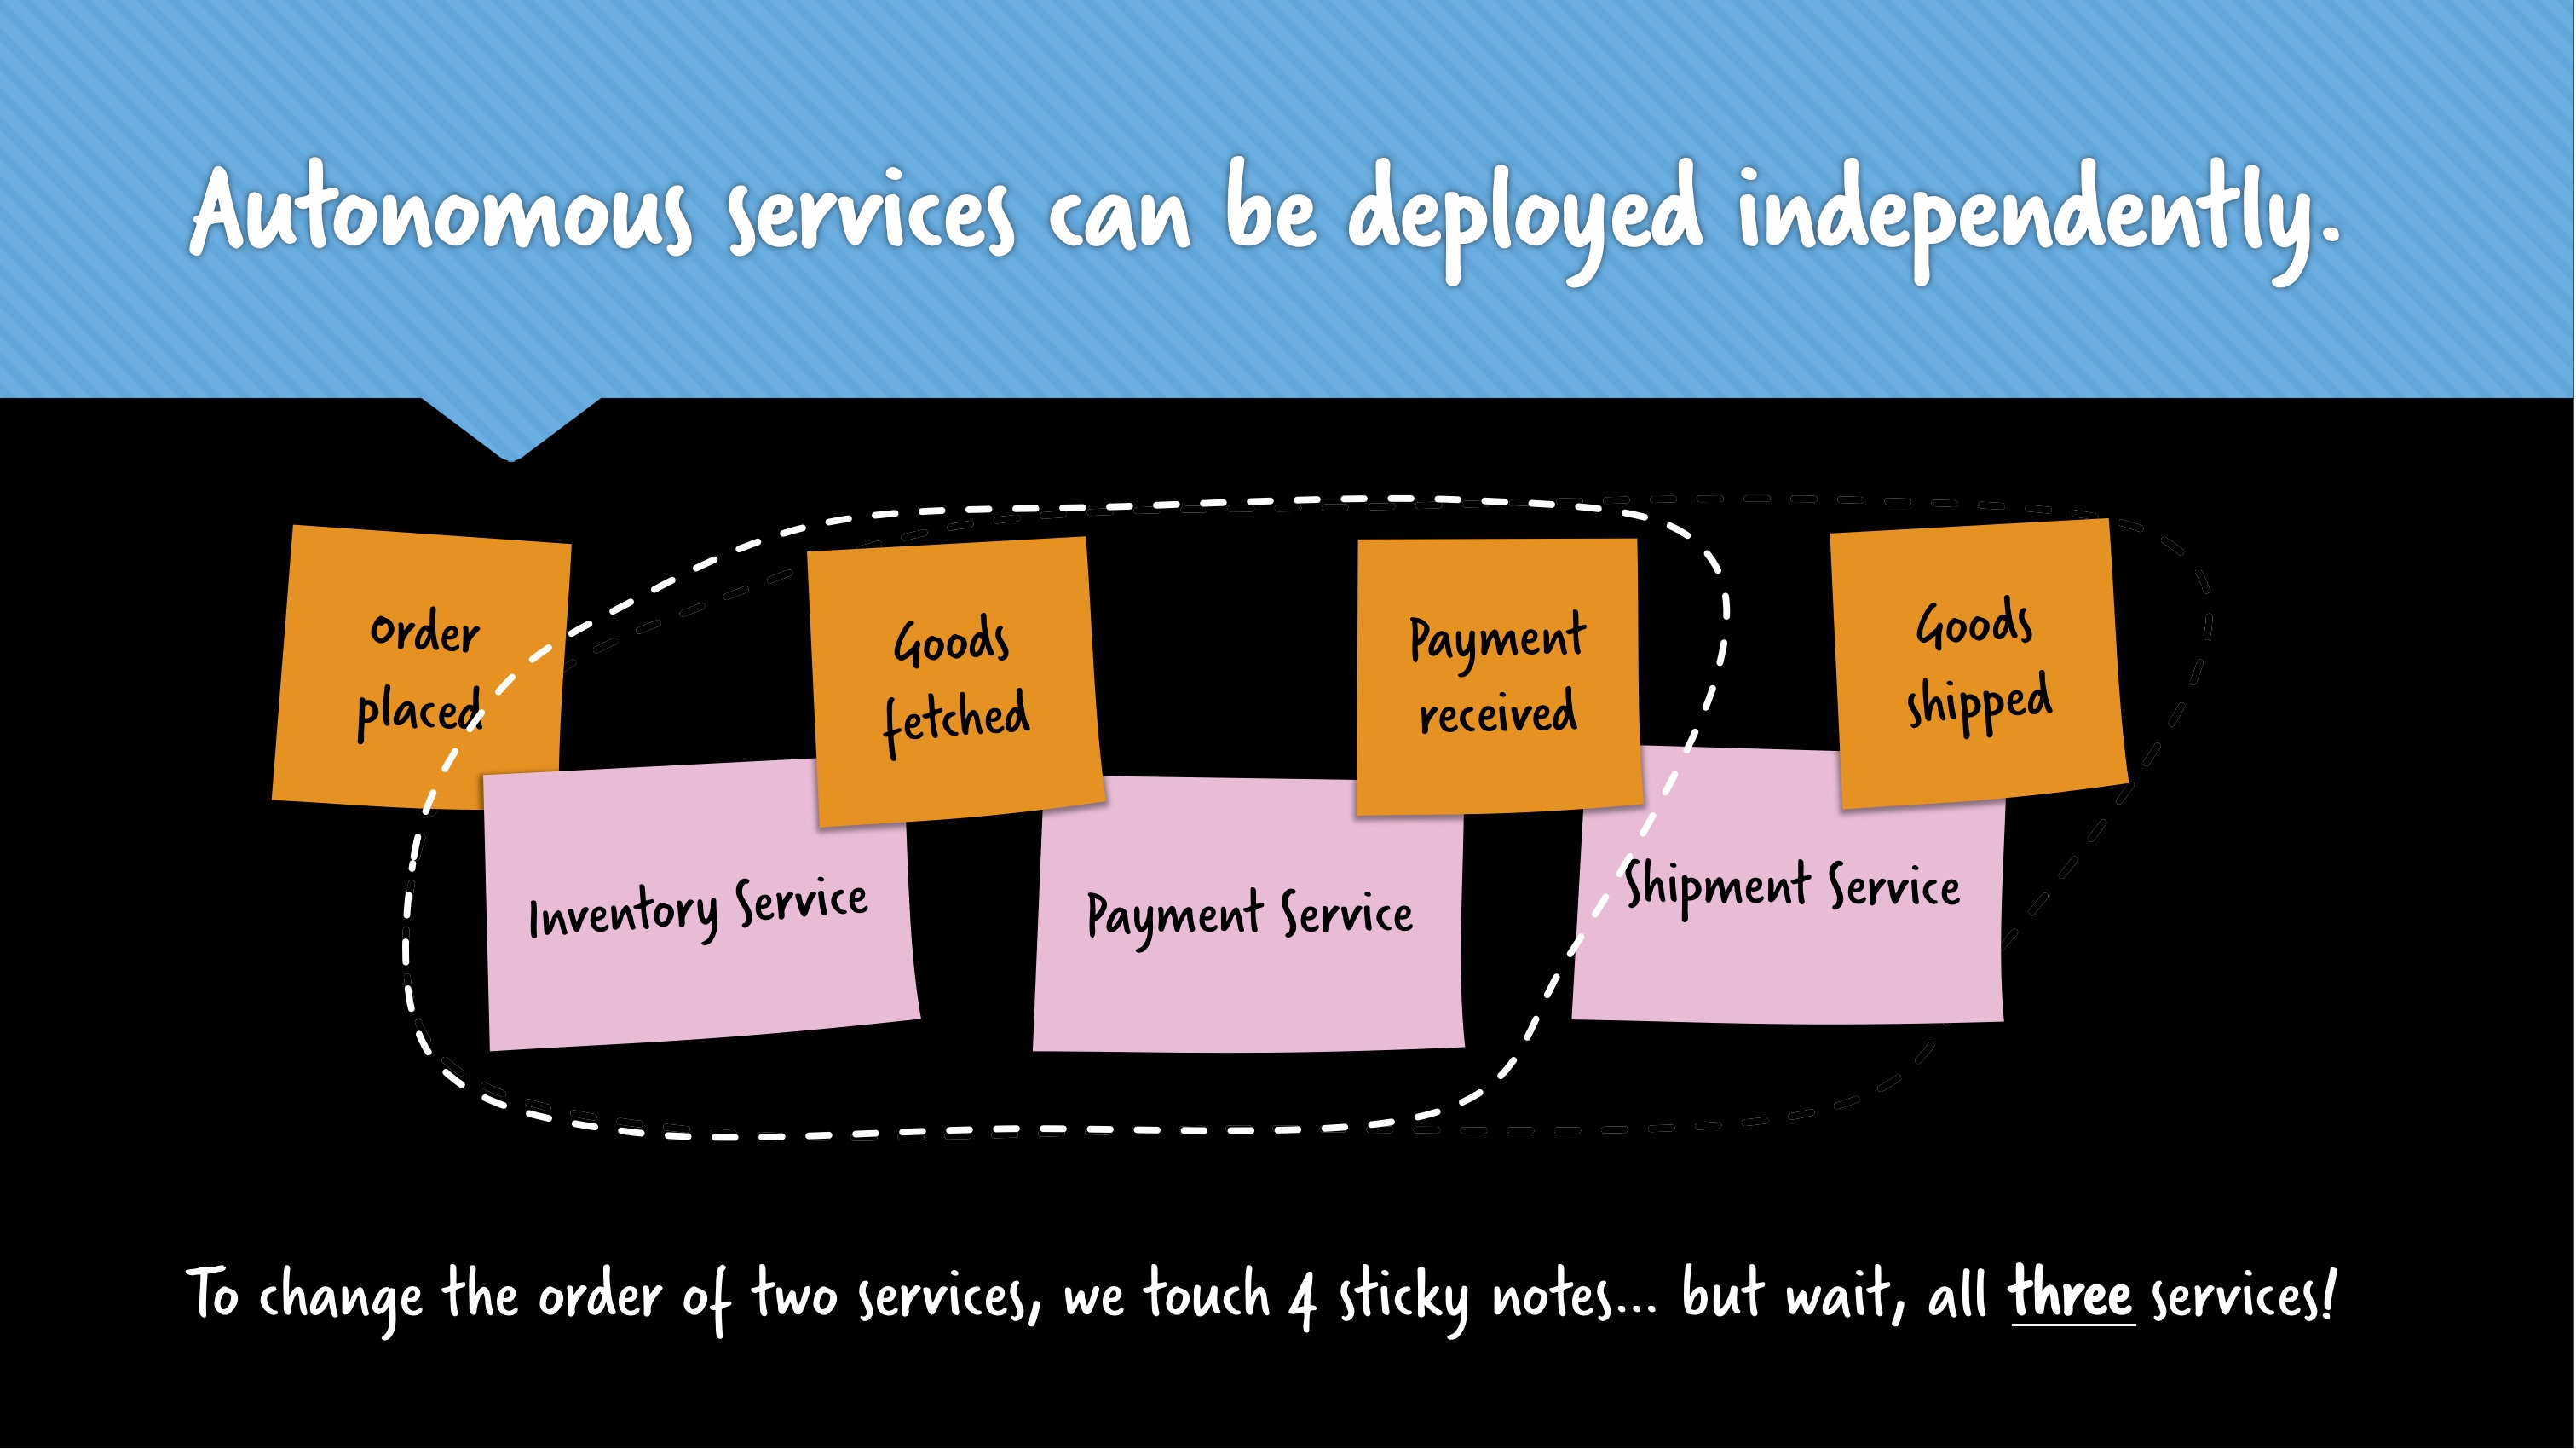 Autonomous services can be deployed independently.
Order
placed
Goods
fetched
Payment
received
Goods
shipped
Inventory Service
Payment Service
Shipment Service
To change the order of two services, we touch 4 sticky notes... but wait, all three services!